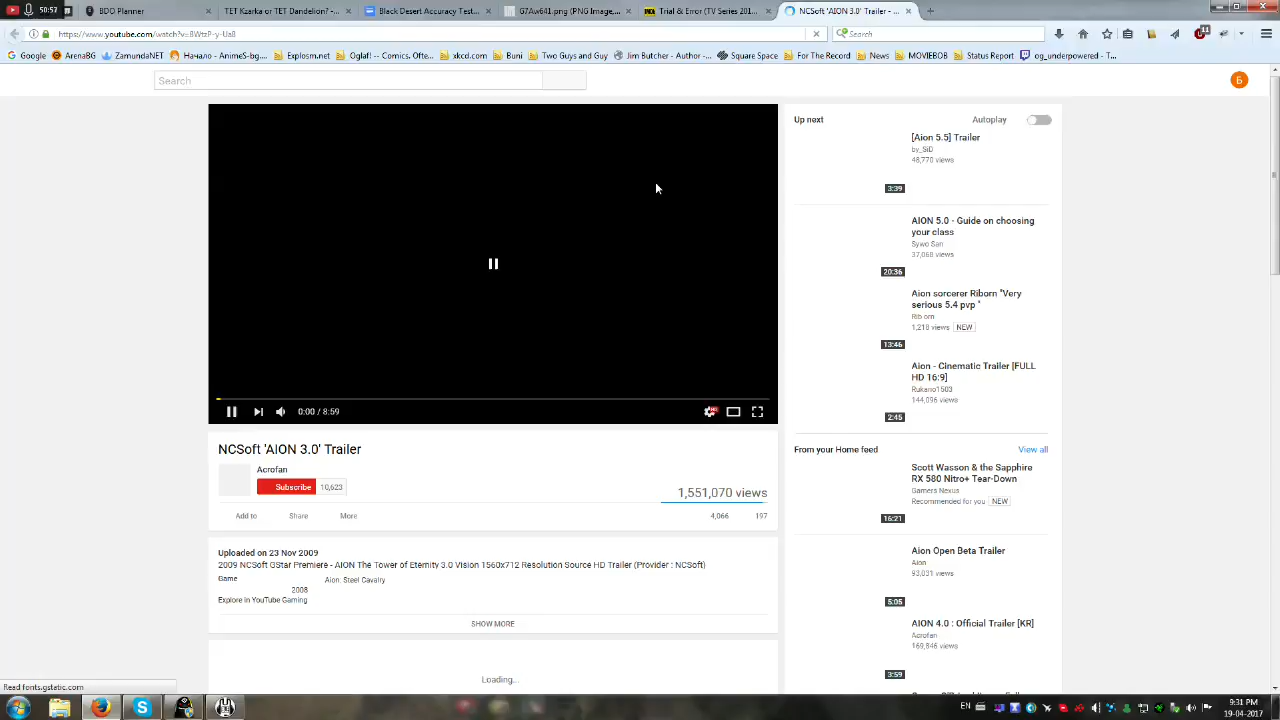 50:57
BDO Planner
TET Kzarka or TET Dandelion? -
Black Desert Accuracy Test...
G7Aw641.png (PNG Image,...
Trial & Error (TV Series 201...
NCSoft 'AION 3.0' Trailer -
Search
Google
ArenaBG
ZamundaNET
Начало - AnimeS-bg....
Explosm.net
Oglaf! -- Comics. Ofte...
xkcd.com
Buni
Two Guys and Guy
Jim Butcher - Author -...
Square Space
For The Record
News
MOVIEBOB
Status Report
og_underpowered - T...
Search
Б
Up next
Autoplay
[Aion 5.5] Trailer
by_SiD
48,770 views
3:39
AION 5.0 - Guide on choosing
your class
Sywo San
37,068 views
20:36
Aion sorcerer Riborn "Very
serious 5.4 pvp "
Rib orn
1,218 views NEW
13:46
Aion - Cinematic Trailer [FULL
HD 16:9]
Rukario1503
144,096 views
2:45
0:00 / 8:59
NCSoft 'AION 3.0' Trailer
Acrofan
Subscribe 10,623
1,551,070 views
Add to
Share
More
4,066
197
From your Home feed
View all
Scott Wasson & the Sapphire
RX 580 Nitro+ Tear-Down
Gamers Nexus
Recommended for you NEW
16:21
Aion Open Beta Trailer
Aion
93,031 views
5:05
AION 4.0 : Official Trailer [KR]
Acrofan
169,846 views
3:59
Uploaded on 23 Nov 2009
2009 NCSoft GStar Premiere - AION The Tower of Eternity 3.0 Vision 1560x712 Resolution Source HD Trailer (Provider : NCSoft)
Game
Aion: Steel Cavalry
2008
Explore in YouTube Gaming
SHOW MORE
Loading...
Read fonts.gstatic.com
EN
9:31 PM
19-04-2017